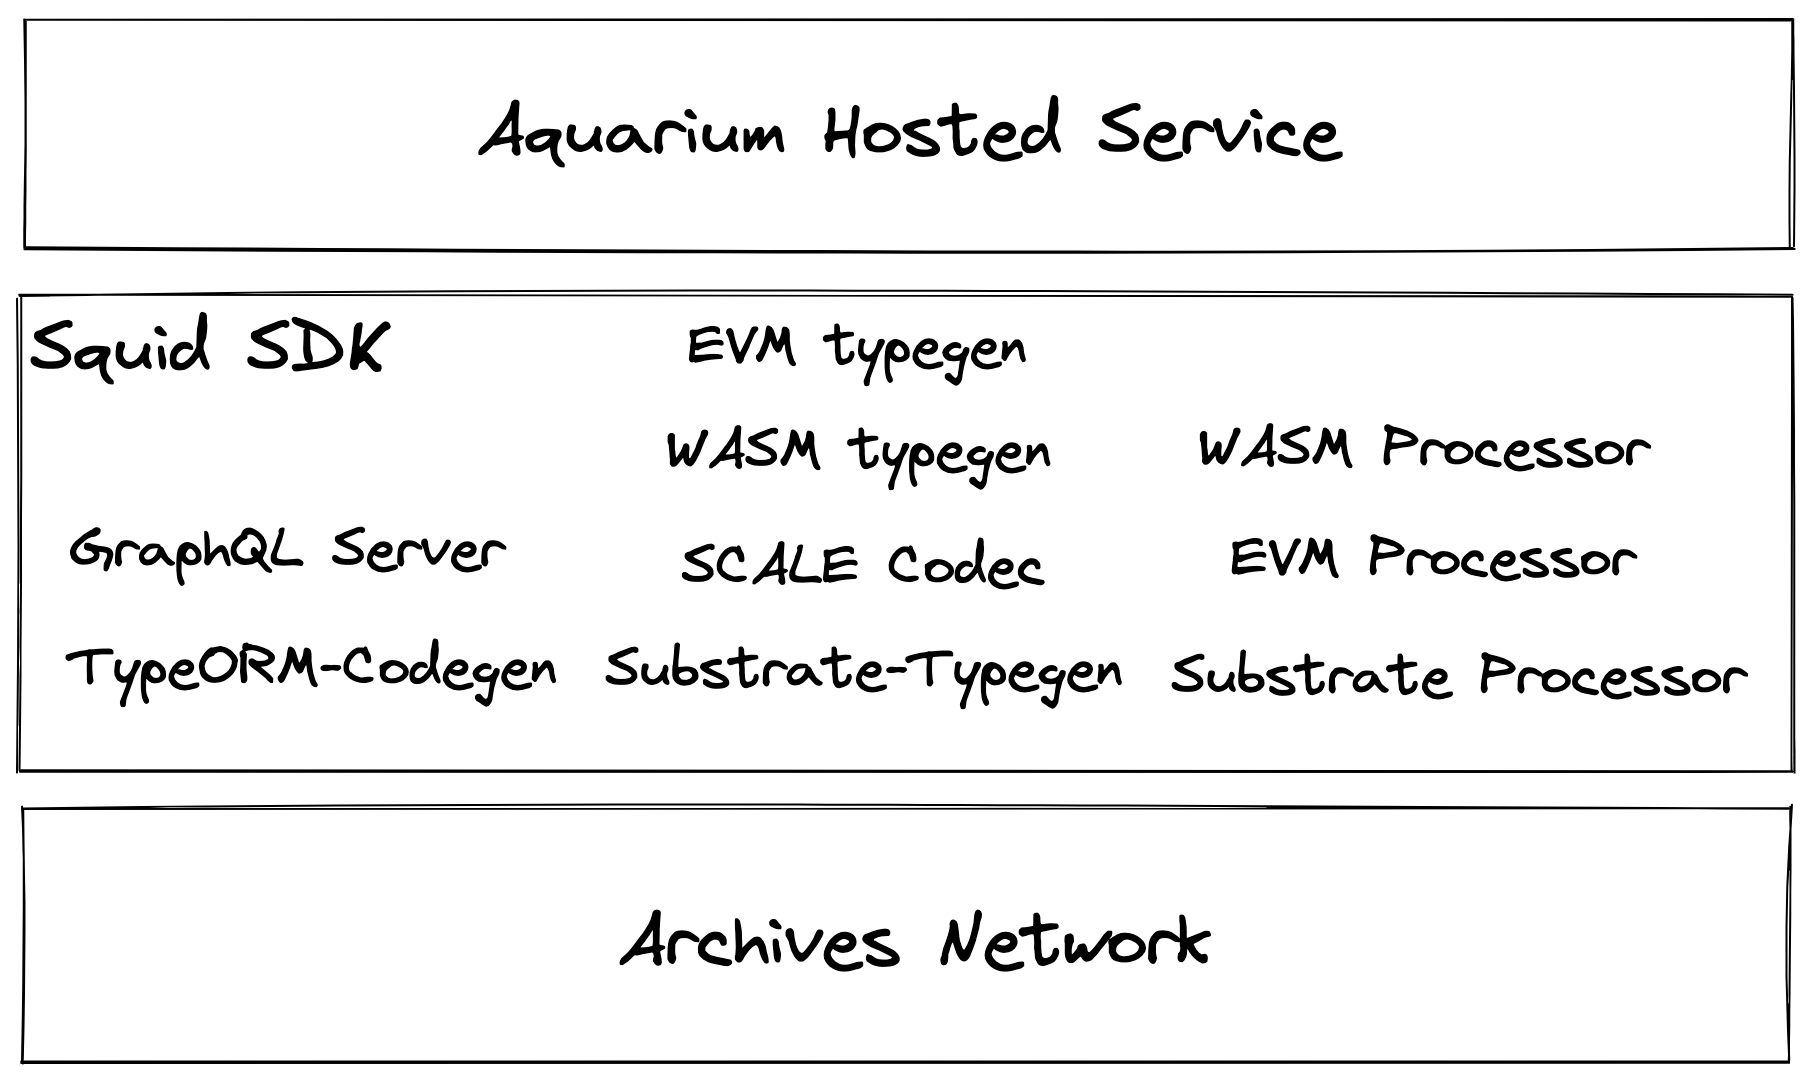 Aquarium Hosted Service
Squid SDK
EVM typegen
WASM typegen
WASM Processor
GraphQL Server
SCALE Codec
EVM Processor
TypeORM-Codegen
Substrate-Typegen
Substrate Processor
Archives Network